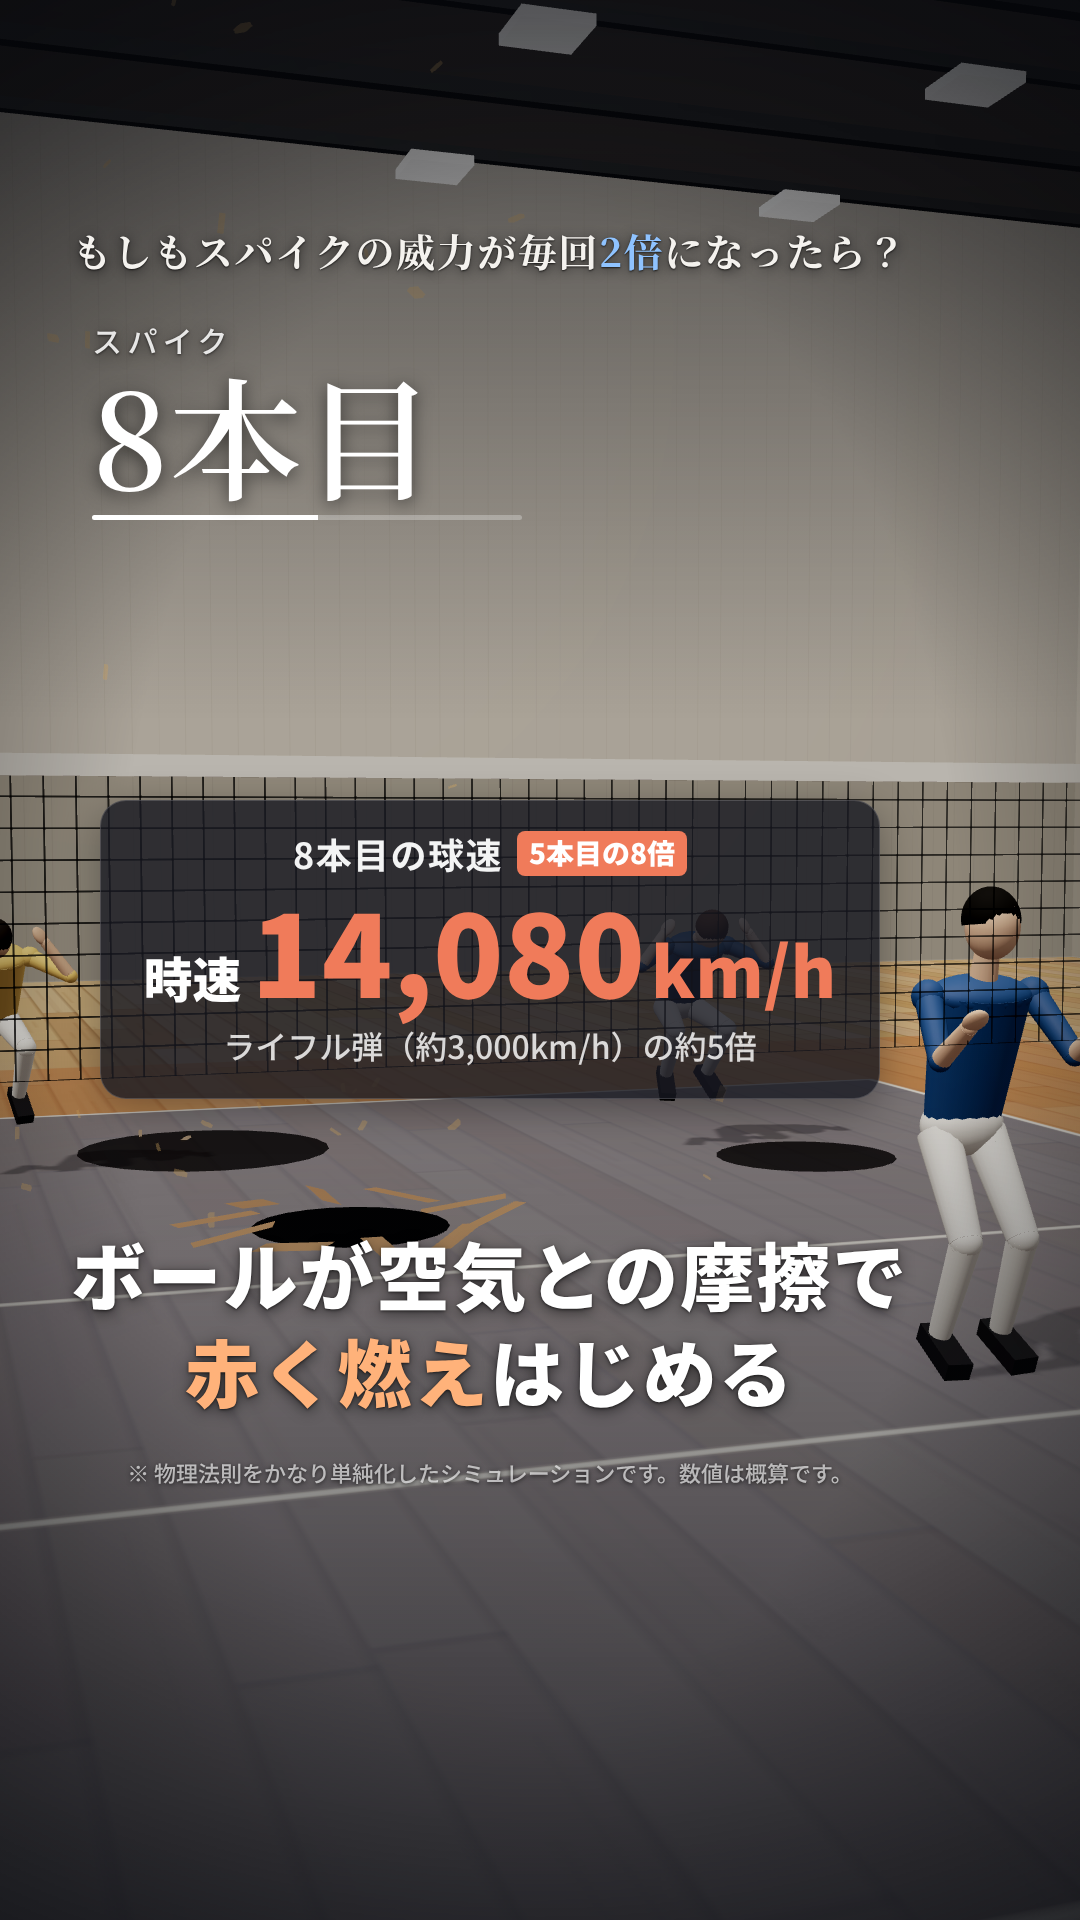 もしもスパイクの威力が毎回2倍になったら？
スパイク
8本目
8本目の球速 5本目の8倍
時速 14,080km/h
ライフル弾（約3,000km/h）の約5倍
ボールが空気との摩擦で
赤く燃えはじめる
※ 物理法則をかなり単純化したシミュレーションです。数値は概算です。